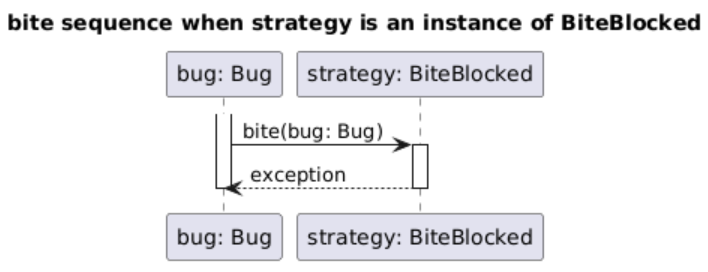 bite sequence when strategy is an instance of BiteBlocked
bug: Bug
strategy: BiteBlocked
bite(bug: Bug)
exception
bug: Bug
strategy: BiteBlocked